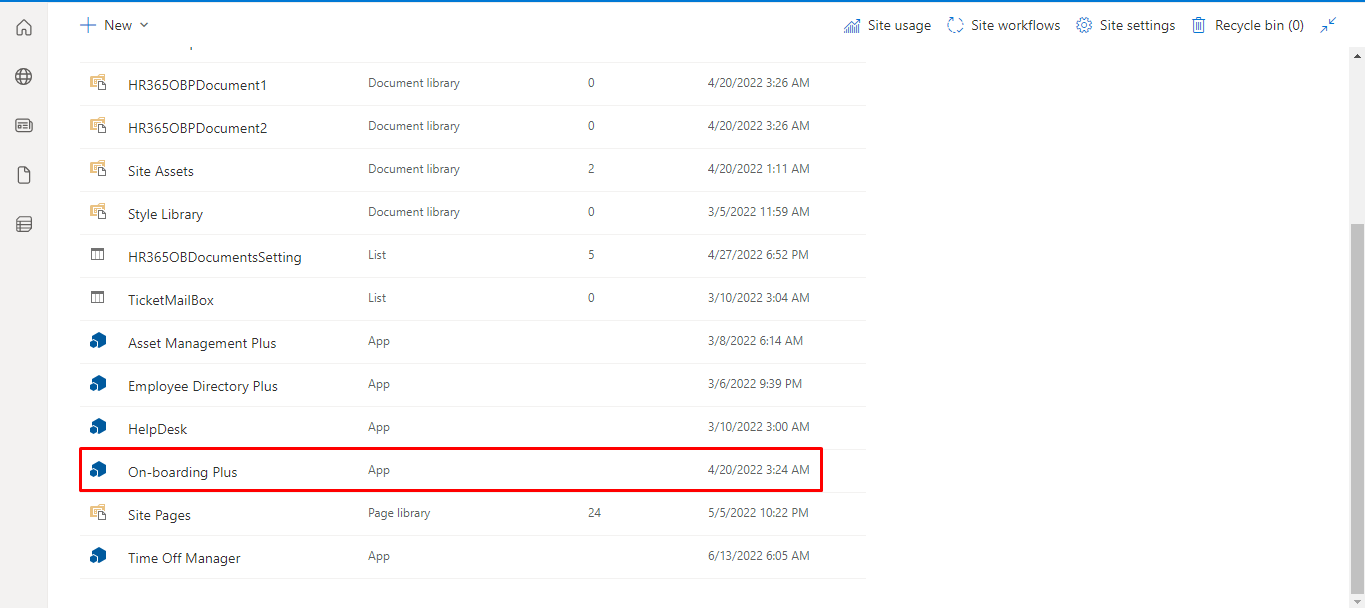 New
Site usage
Site workflows
Site settings
Recycle bin (0)
HR365OBPDocument1 Document library 0 4/20/2022 3:26 AM
HR365OBPDocument2 Document library 0 4/20/2022 3:26 AM
Site Assets Document library 2 4/20/2022 1:11 AM
Style Library Document library 0 3/5/2022 11:59 AM
HR365OBDocumentsSetting List 5 4/27/2022 6:52 PM
TicketMailBox List 0 3/10/2022 3:04 AM
Asset Management Plus App 3/8/2022 6:14 AM
Employee Directory Plus App 3/6/2022 9:39 PM
HelpDesk App 3/10/2022 3:00 AM
On-boarding Plus App 4/20/2022 3:24 AM
Site Pages Page library 24 5/5/2022 10:22 PM
Time Off Manager App 6/13/2022 6:05 AM